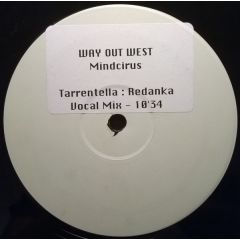 WAY OUT WEST
Mindcirus
Tarrentella : Redanka
Vocal Mix - 10'34